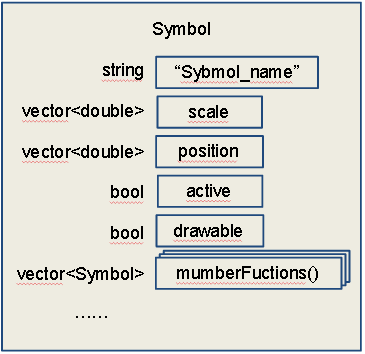 Symbol
string “Sybmol_name”
vector<double> scale
vector<double> position
bool active
bool drawable
vector<Symbol> mumberFuctions()
……